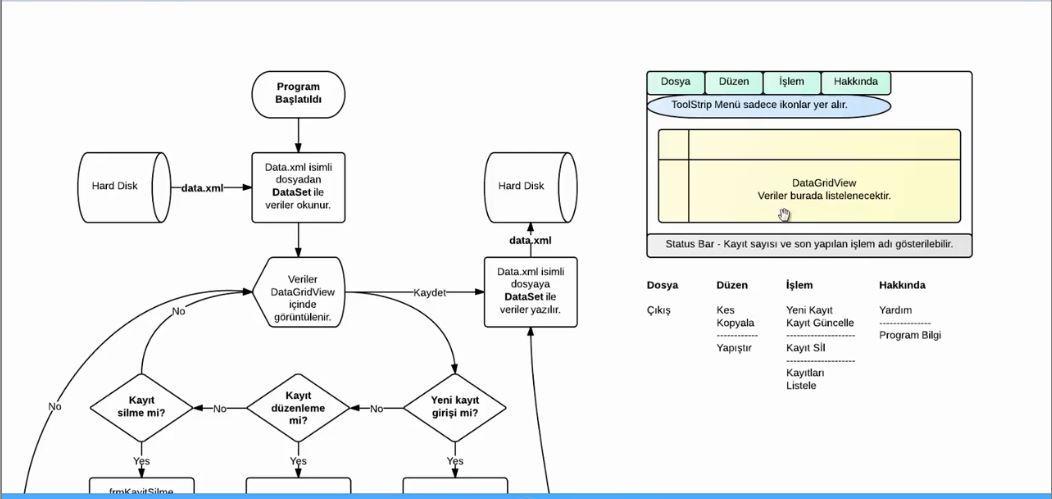 Program
Başlatıldı
Hard Disk
data.xml
Data.xml isimli
dosyadan
DataSet ile
veriler okunur.
Hard Disk
data.xml
Veriler
DataGridView
içinde
görüntülenir.
Kaydet
Data.xml isimli
dosyaya
DataSet ile
veriler yazılır.
No
No
Kayıt
silme mi?
No
Kayıt
düzenleme
mi?
No
Yeni kayıt
girişi mi?
Yes
Yes
Yes
frmKayitSilme
Dosya
Düzen
İşlem
Hakkında
ToolStrip Menü sadece ikonlar yer alır.
DataGridView
Veriler burada listelenecektir.
Status Bar - Kayıt sayısı ve son yapılan işlem adı gösterilebilir.
Dosya
Çıkış
Düzen
Kes
Kopyala
------------
Yapıştır
İşlem
Yeni Kayıt
Kayıt Güncelle
--------------------
Kayıt Sİl
--------------------
Kayıtları
Listele
Hakkında
Yardım
---------------
Program Bilgi